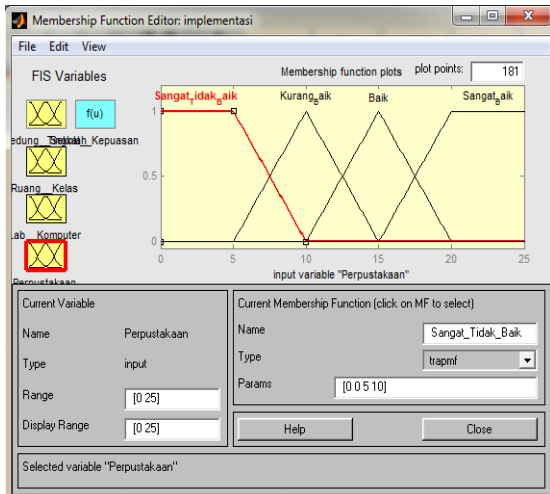 Membership Function Editor: implementasi
File Edit View
FIS Variables
Membership function plots
plot points:
181
f(u)
Kelas
Komputer
Perpustakaan
Sangat_Tidak_Baik
Kurang_Baik
Baik
Sangat_Baik
1
0.5
0
0 5 10 15 20 25
input variable "Perpustakaan"
Current Variable
Name Perpustakaan
Type input
Range [0 25]
Display Range [0 25]
Current Membership Function (click on MF to select)
Name Sangat_Tidak_Baik
Type trapmf
Params [0 0 5 10]
Help Close
Selected variable "Perpustakaan"